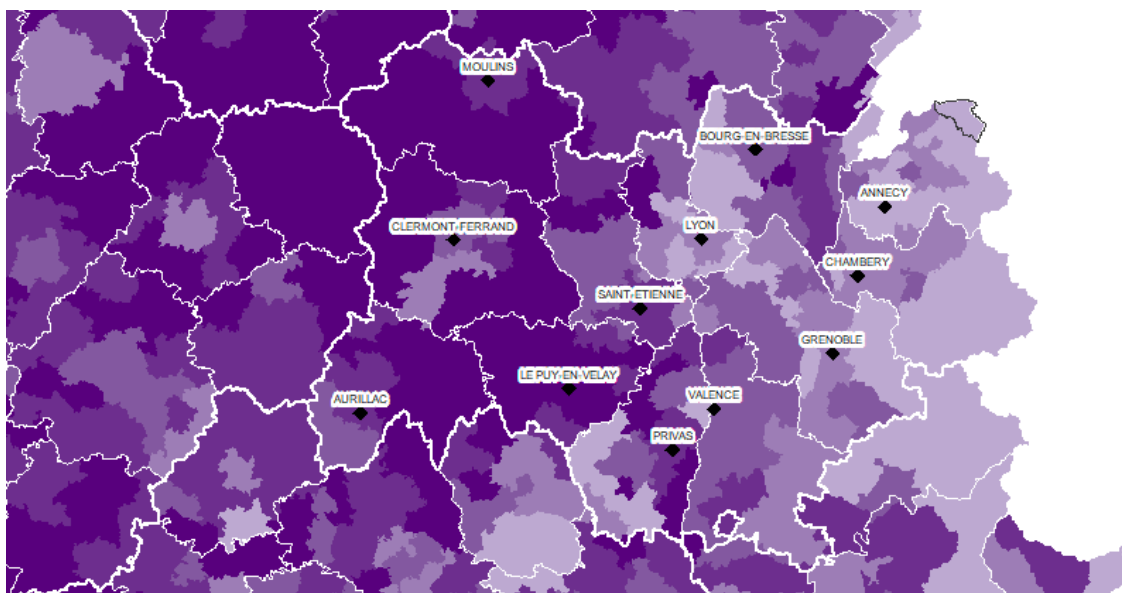 MOULINS
BOURG-EN-BRESSE
ANNECY
CLERMONT-FERRAND
LYON
CHAMBERY
SAINT-ETIENNE
GRENOBLE
LE PUY-EN-VELAY
AURILLAC
VALENCE
PRIVAS